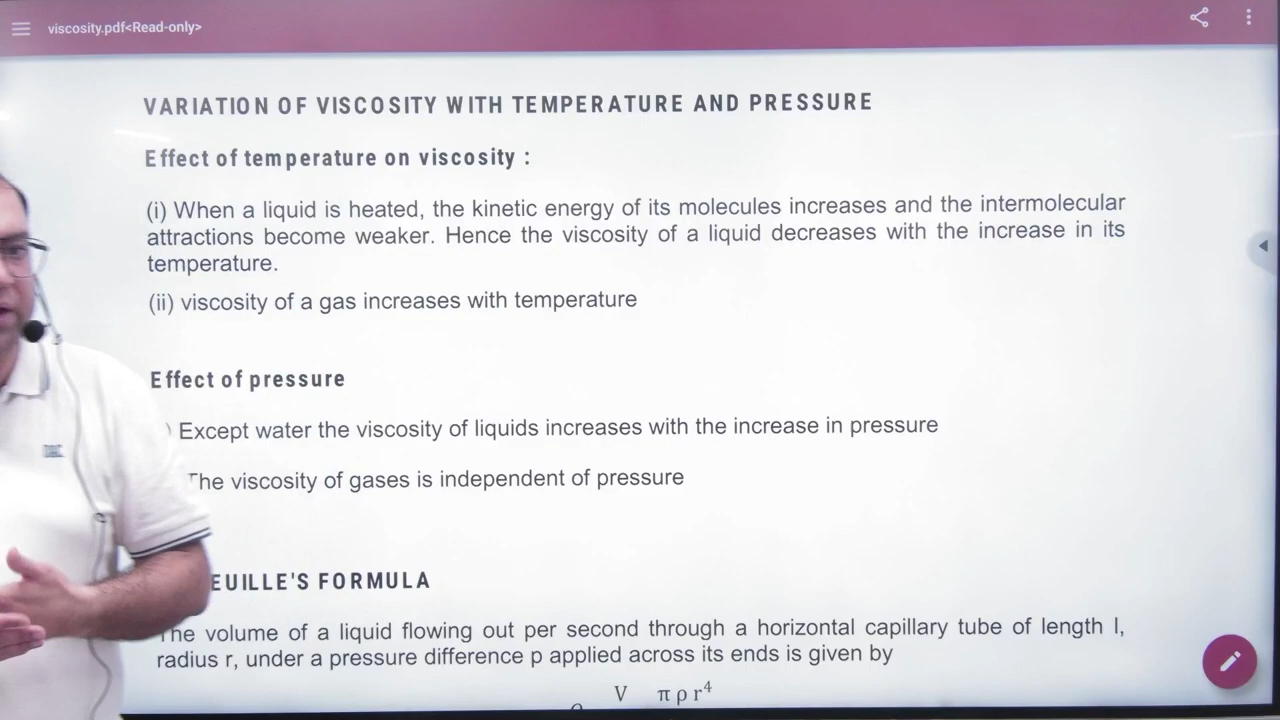 viscosity.pdf<Read-only>
VARIATION OF VISCOSITY WITH TEMPERATURE AND PRESSURE
Effect of temperature on viscosity :
(i) When a liquid is heated, the kinetic energy of its molecules increases and the intermolecular
attractions become weaker. Hence the viscosity of a liquid decreases with the increase in its
temperature.
(ii) viscosity of a gas increases with temperature
Effect of pressure
) Except water the viscosity of liquids increases with the increase in pressure
The viscosity of gases is independent of pressure
EUILLE'S FORMULA
The volume of a liquid flowing out per second through a horizontal capillary tube of length l,
radius r, under a pressure difference p applied across its ends is given by
V π ρ r⁴